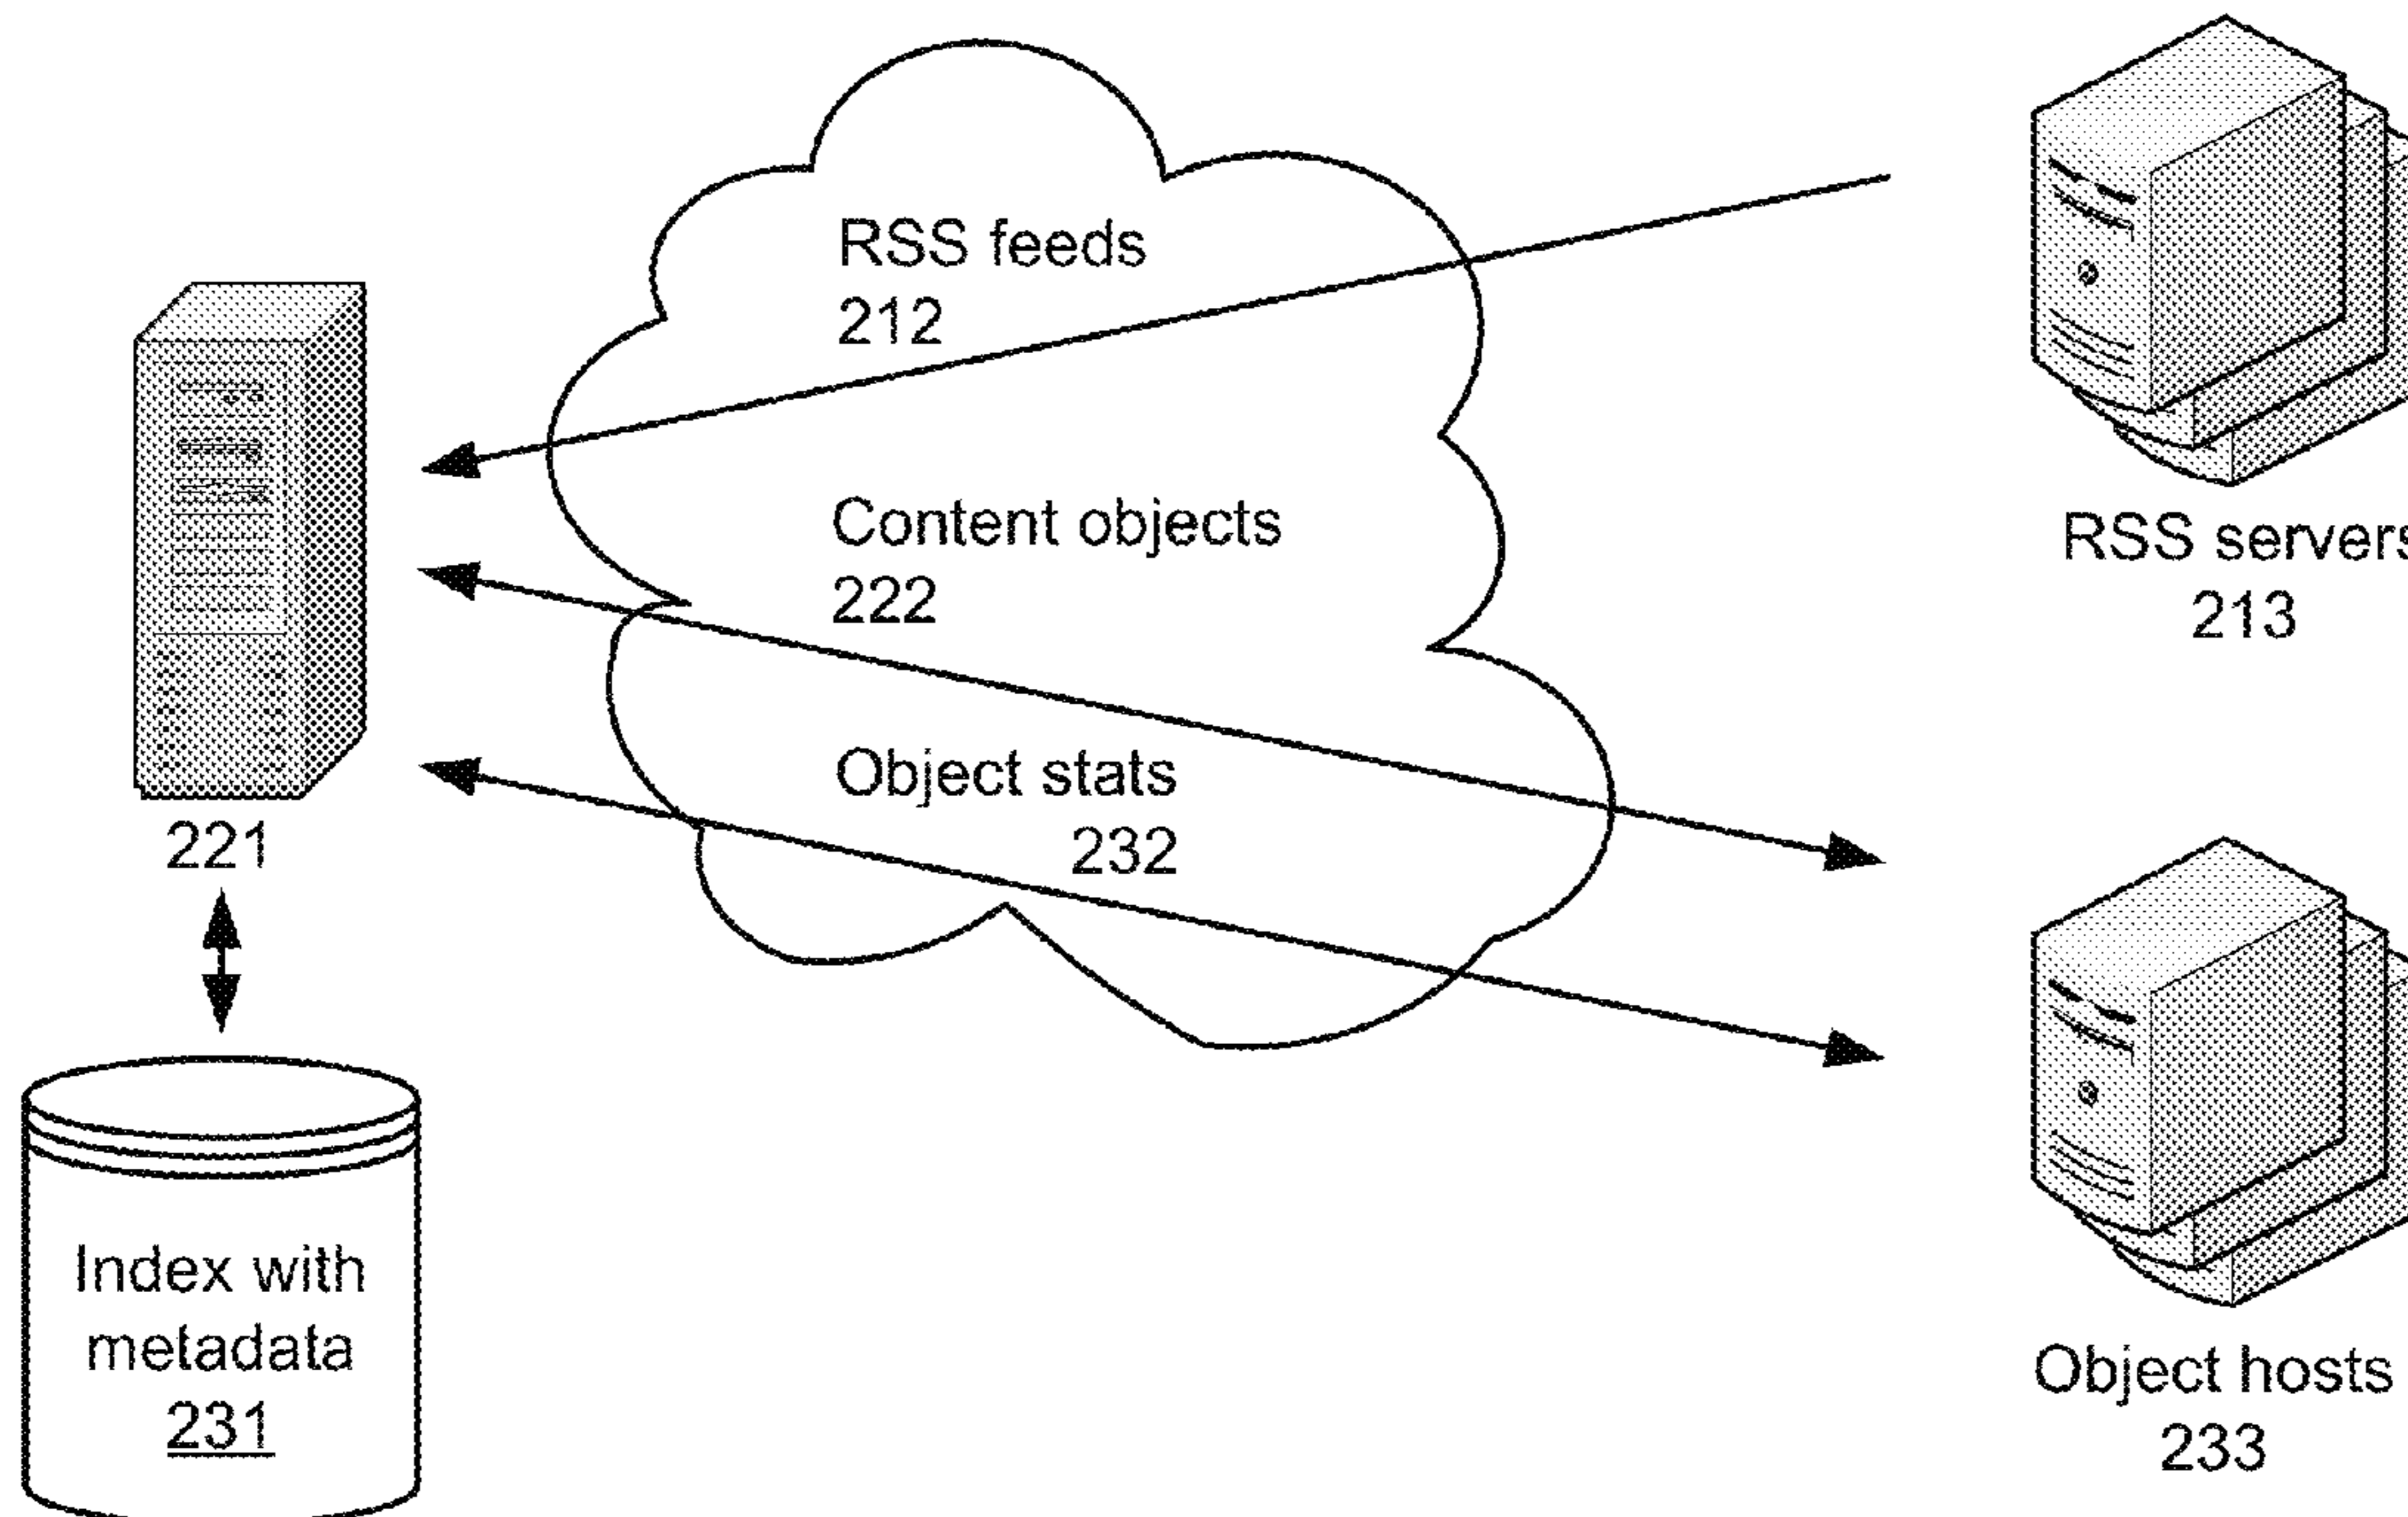 RSS feeds
212
Content objects
222
Object stats
232
221
Index with
metadata
231
RSS servers
213
Object hosts
233